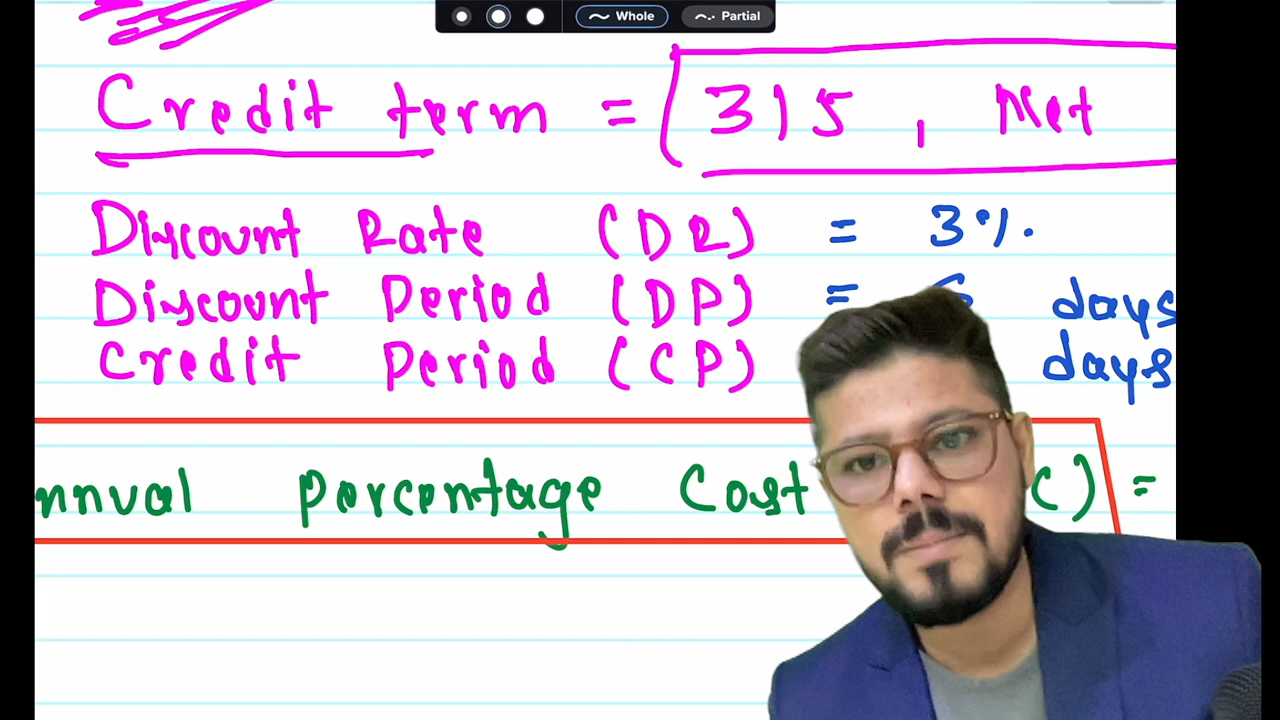 Whole Partial
Credit term = (3/5, Net
Discount Rate (DR) = 3%.
Discount Period (DP) = days
Credit Period (CP) days
nnual percentage Cost C) =